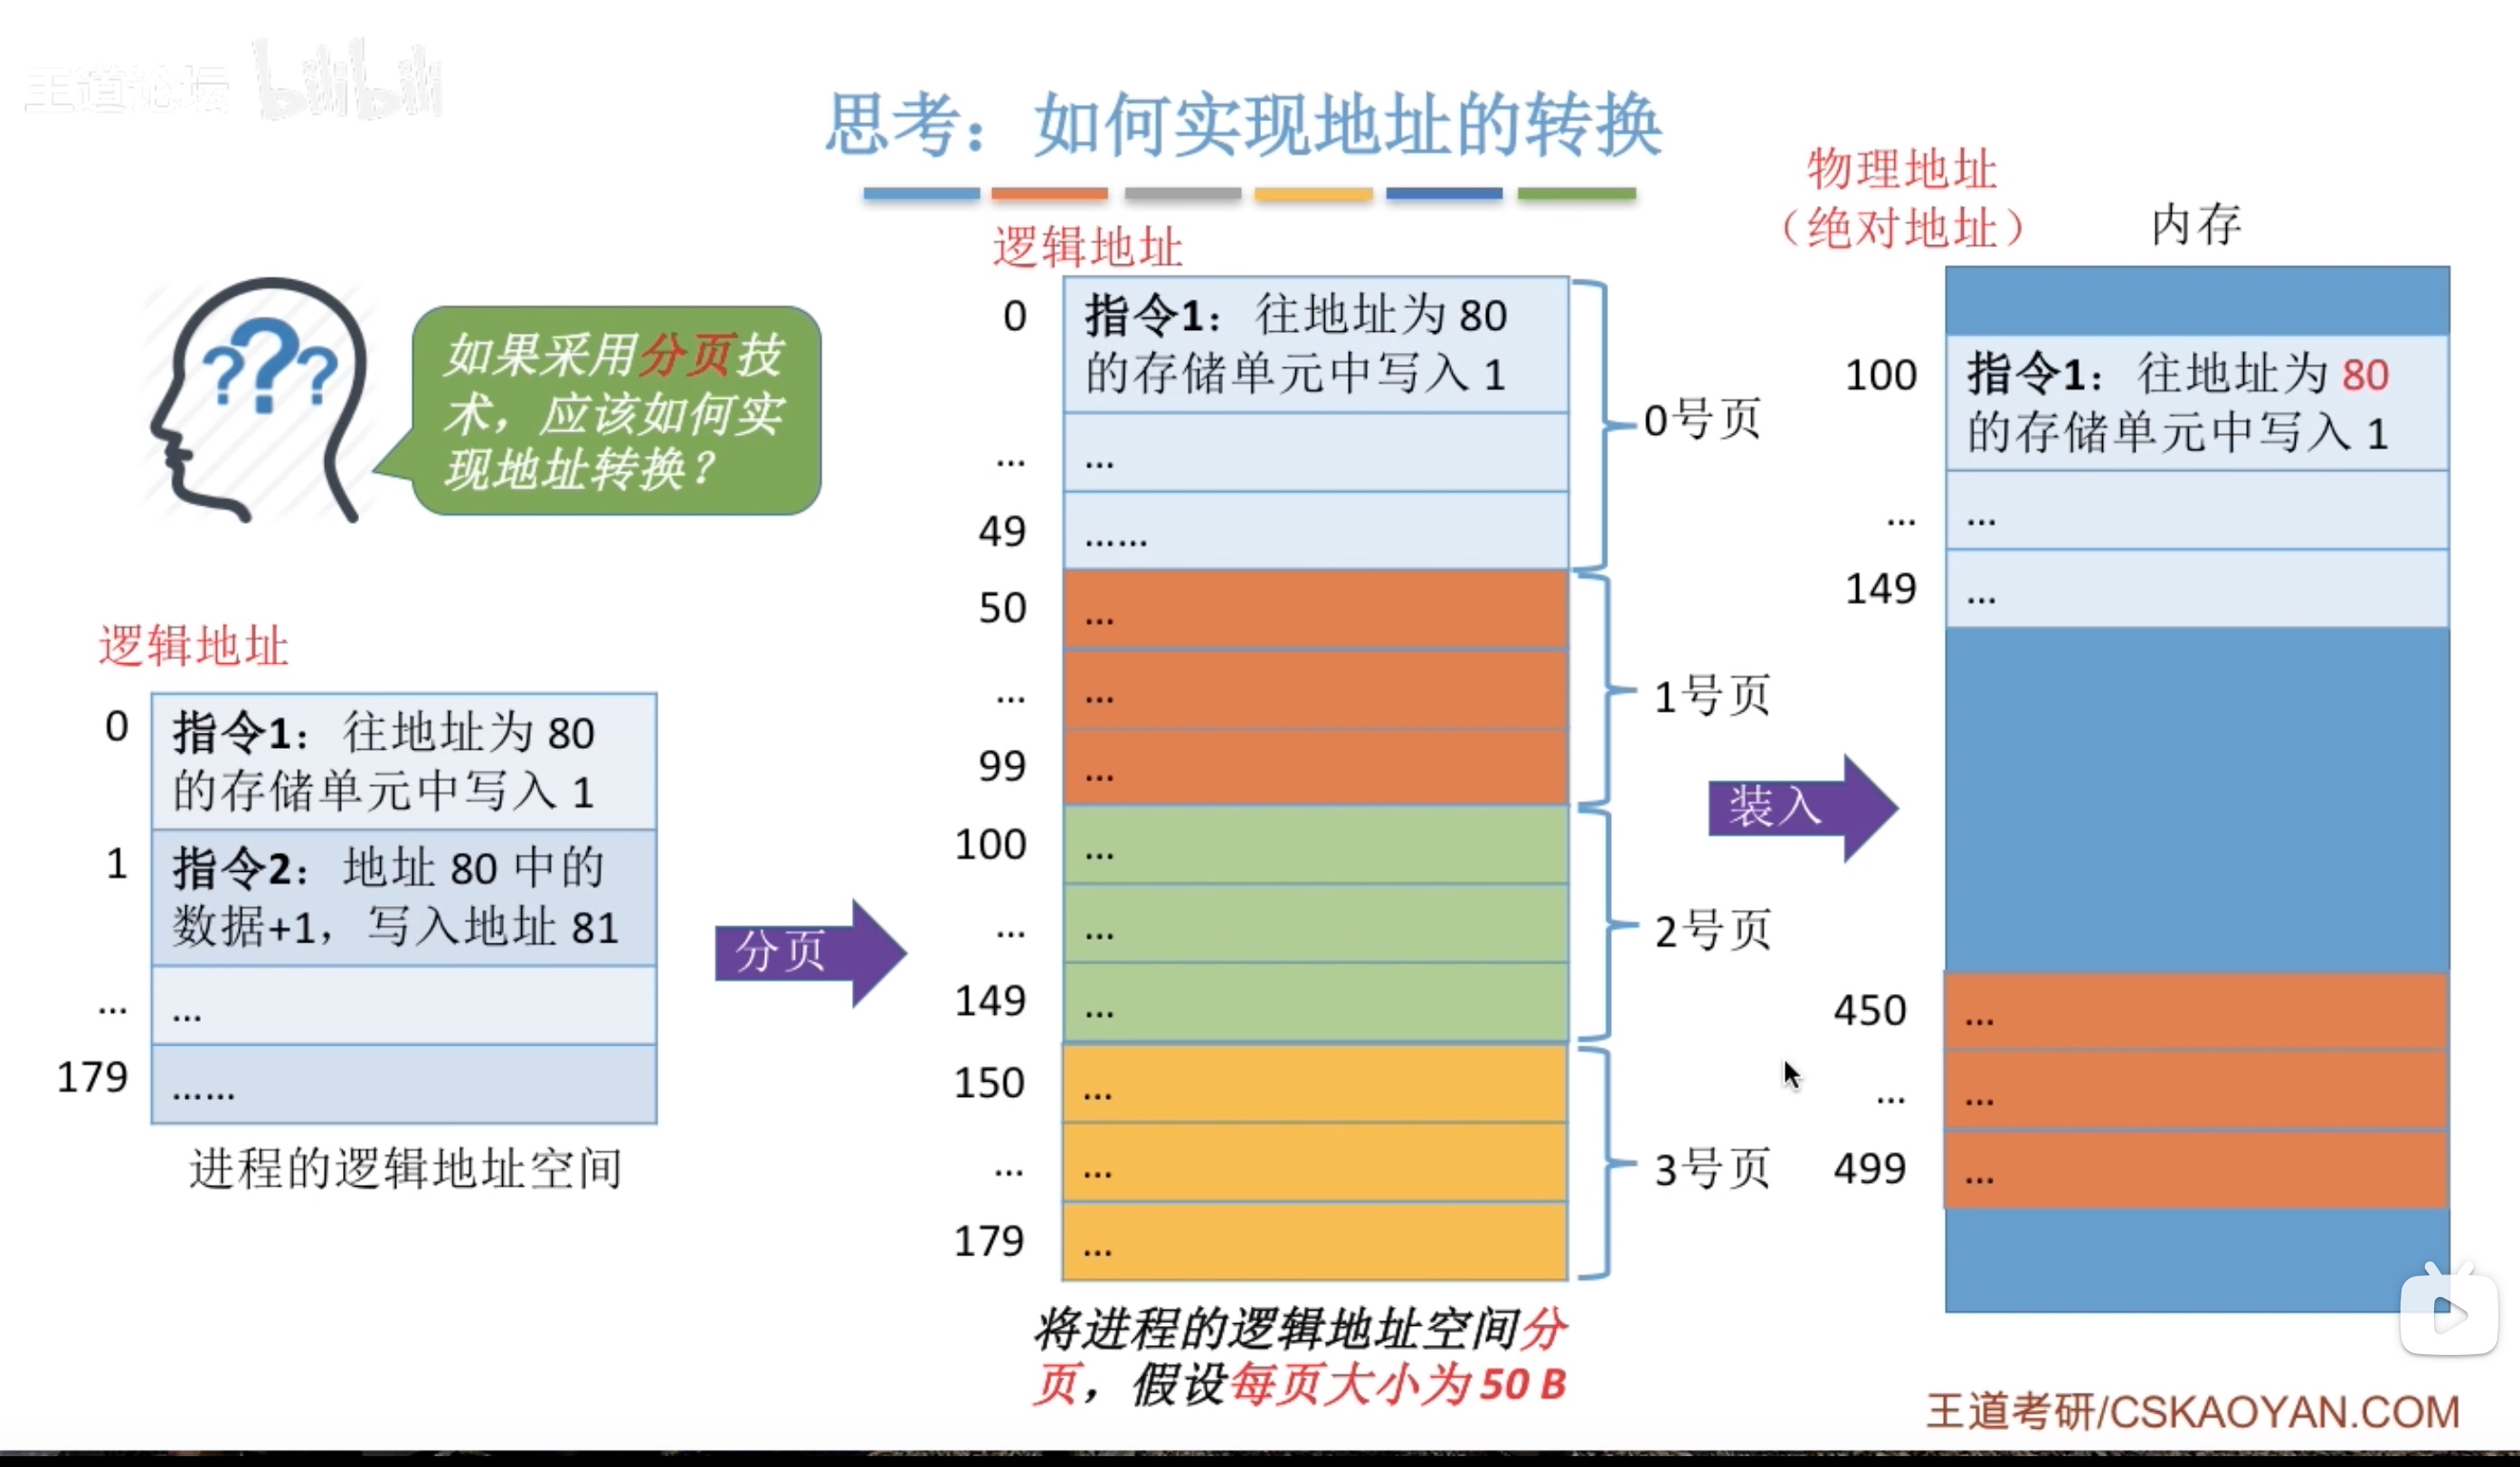 王道论坛 bilibili
思考：如何实现地址的转换
如果采用分页技
术，应该如何实
现地址转换？
???
逻辑地址
0
指令1：往地址为 80
的存储单元中写入 1
1
指令2：地址 80 中的
数据+1，写入地址 81
...
...
179
......
进程的逻辑地址空间
分页
逻辑地址
0
指令1：往地址为 80
的存储单元中写入 1
...
...
49
......
0号页
50
...
...
...
99
...
1号页
100
...
...
...
149
...
2号页
150
...
...
...
179
...
3号页
将进程的逻辑地址空间分
页，假设每页大小为 50 B
装入
物理地址
（绝对地址）
内存
100
指令1：往地址为 80
的存储单元中写入 1
...
...
149
...
450
...
...
...
499
...
王道考研/CSKAOYAN.COM